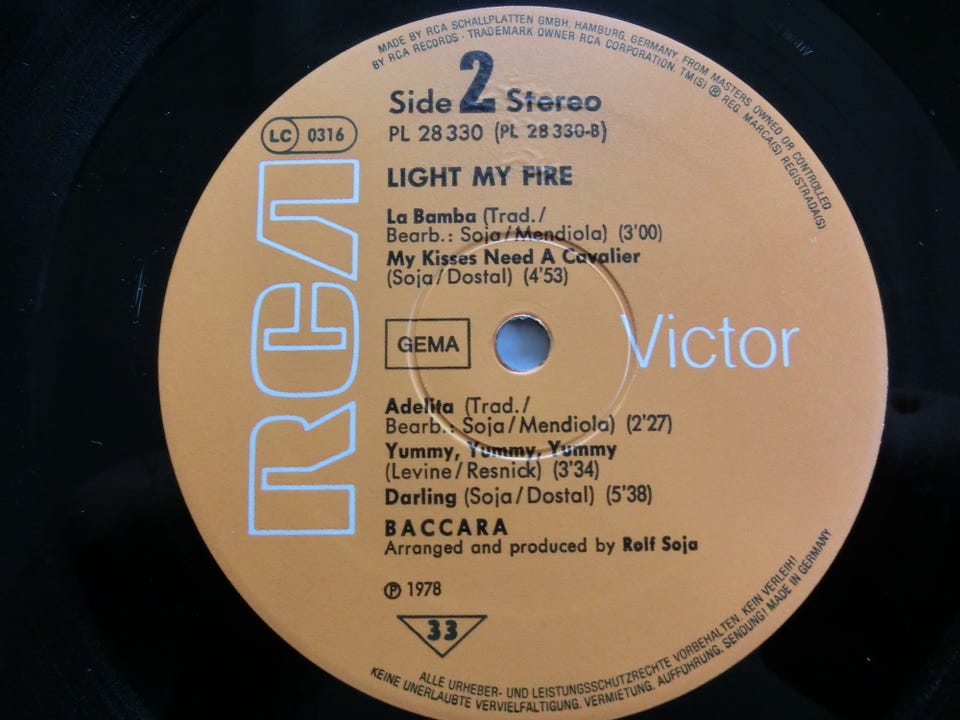 MADE BY RCA SCHALLPLATTEN GMBH, HAMBURG, GERMANY, FROM MASTERS OWNED OR CONTROLLED
BY RCA RECORDS · TRADEMARK OWNER RCA CORPORATION. TM(S) ® REG. MARCA(S) REGISTRADA(S)
Side 2 Stereo
LC 0316
PL 28 330 (PL 28 330-B)
LIGHT MY FIRE
La Bamba (Trad./
Bearb.: Soja/Mendiola) (3'00)
My Kisses Need A Cavalier
(Soja/Dostal) (4'53)
RCA
GEMA
Victor
Adelita (Trad./
Bearb.: Soja/Mendiola) (2'27)
Yummy, Yummy, Yummy
(Levine/Resnick) (3'34)
Darling (Soja/Dostal) (5'38)
BACCARA
Arranged and produced by Rolf Soja
℗ 1978
33
ALLE URHEBER- UND LEISTUNGSSCHUTZRECHTE VORBEHALTEN. KEIN VERLEIH!
KEINE UNERLAUBTE VERVIELFÄLTIGUNG. VERMIETUNG. AUFFÜHRUNG. SENDUNG! MADE IN GERMANY